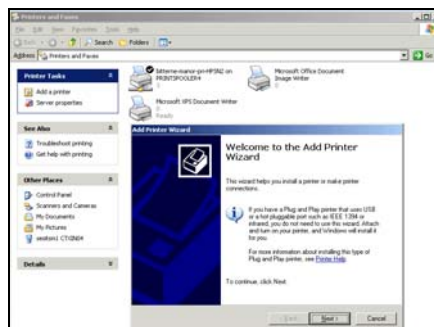 Printers and Faxes
File Edit View Favorites Tools Help
Back Search Folders
Address Printers and Faxes Go
Printer Tasks
Add a printer
Server properties
See Also
Troubleshoot printing
Get help with printing
Other Places
Control Panel
Scanners and Cameras
My Documents
My Pictures
Details
on
PRINTSPOOLER4
0
Microsoft Office Document
Image Writer
0
Microsoft XPS Document Writer
0
Ready
Add Printer Wizard
Welcome to the Add Printer
Wizard
This wizard helps you install a printer or make printer
connections.
If you have a Plug and Play printer that uses USB
or a hot pluggable port such as IEEE 1394 or
infrared, you do not need to use this wizard. Attach
and turn on your printer, and Windows will install it
for you.
For more information about installing this type of
Plug and Play printer, see Printer Help.
To continue, click Next.
< Back Next > Cancel